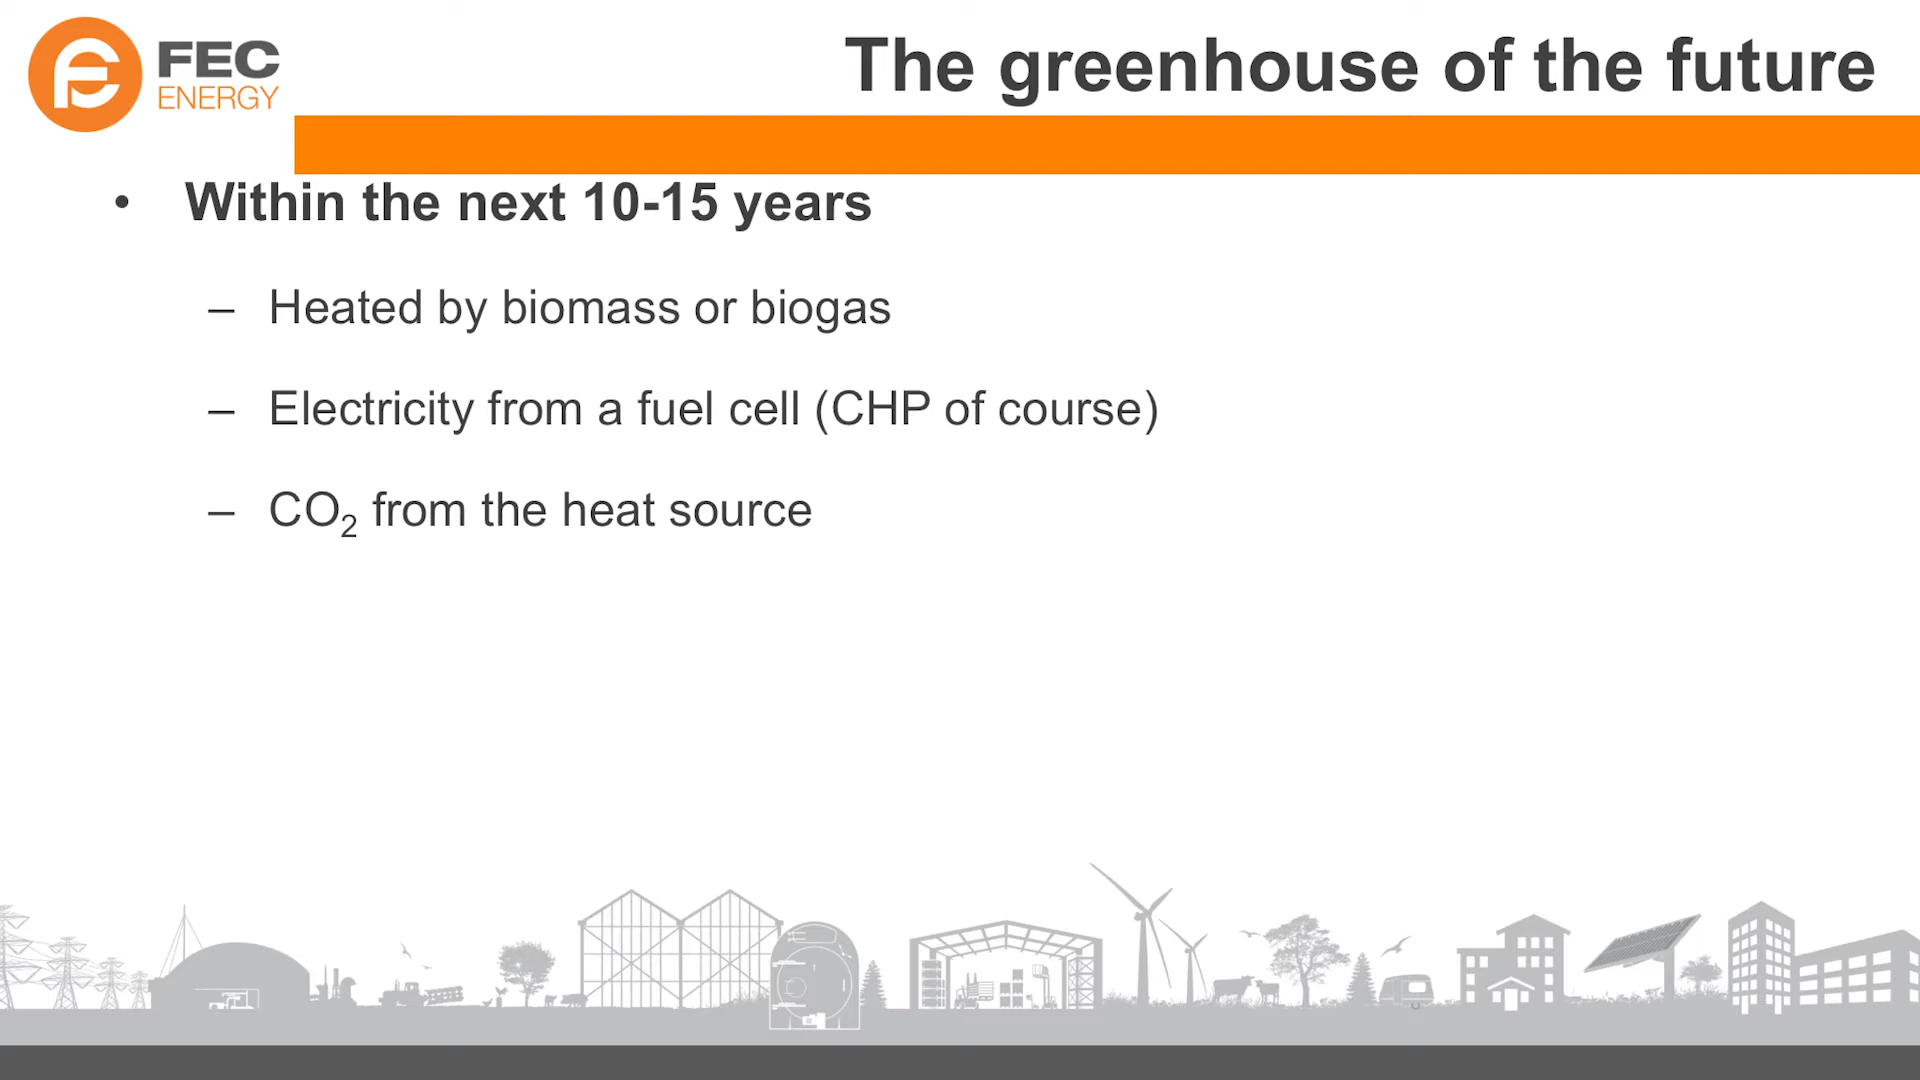 FEC
ENERGY
The greenhouse of the future
• Within the next 10-15 years
– Heated by biomass or biogas
– Electricity from a fuel cell (CHP of course)
– CO₂ from the heat source